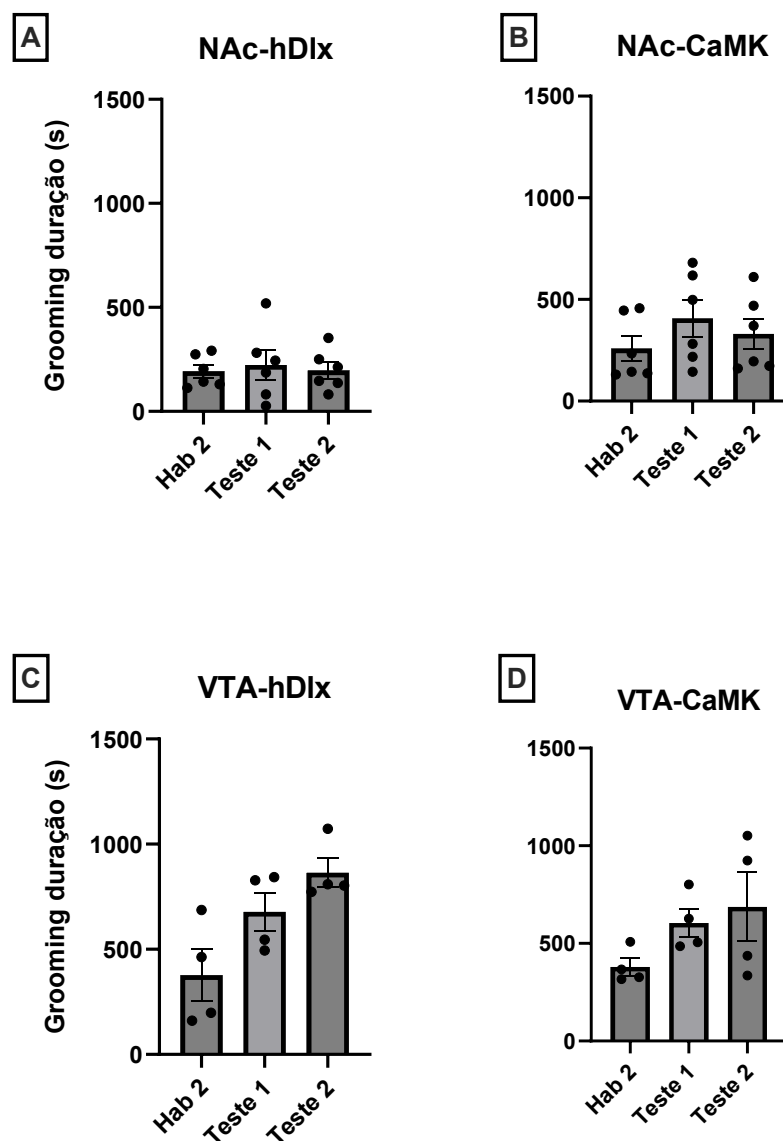 A
NAc-hDlx
Grooming duração (s)
1500
1000
500
0
Hab 2
Teste 1
Teste 2
B
NAc-CaMK
1500
1000
500
0
Hab 2
Teste 1
Teste 2
C
VTA-hDlx
Grooming duração (s)
1500
1000
500
0
Hab 2
Teste 1
Teste 2
D
VTA-CaMK
1500
1000
500
0
Hab 2
Teste 1
Teste 2